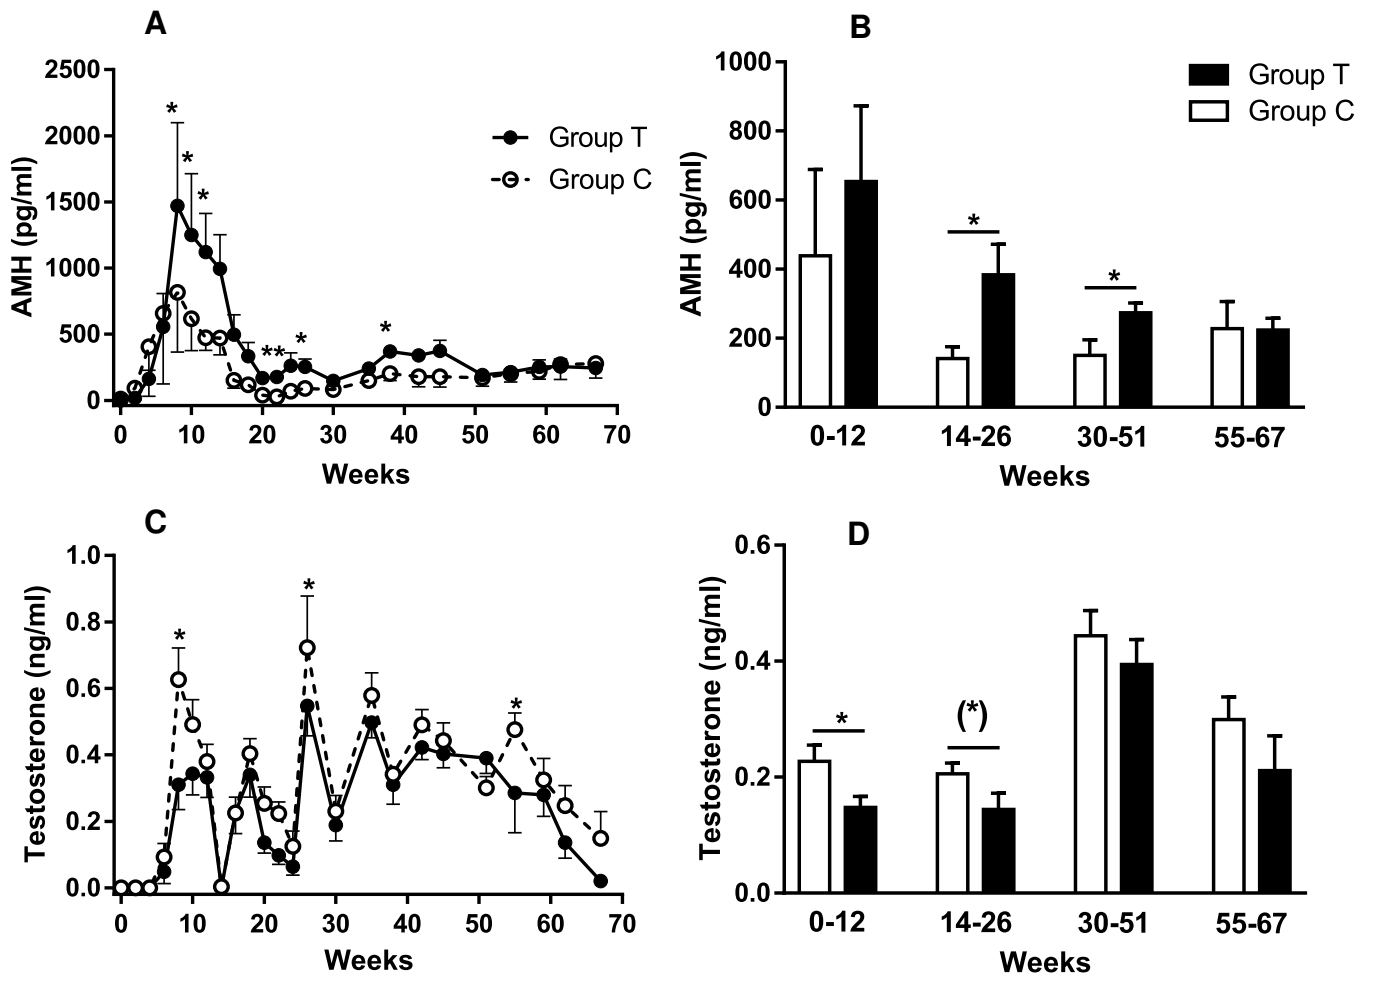 A
2500
2000
1500
1000
500
0
AMH (pg/ml)
*
*
*
**
*
*
Group T
Group C
0 10 20 30 40 50 60 70
Weeks
B
1000
800
600
400
200
0
AMH (pg/ml)
*
*
Group T
Group C
0-12 14-26 30-51 55-67
Weeks
C
1.0
0.8
0.6
0.4
0.2
0.0
Testosterone (ng/ml)
*
*
*
0 10 20 30 40 50 60 70
Weeks
D
0.6
0.4
0.2
0.0
Testosterone (ng/ml)
*
(*)
0-12 14-26 30-51 55-67
Weeks